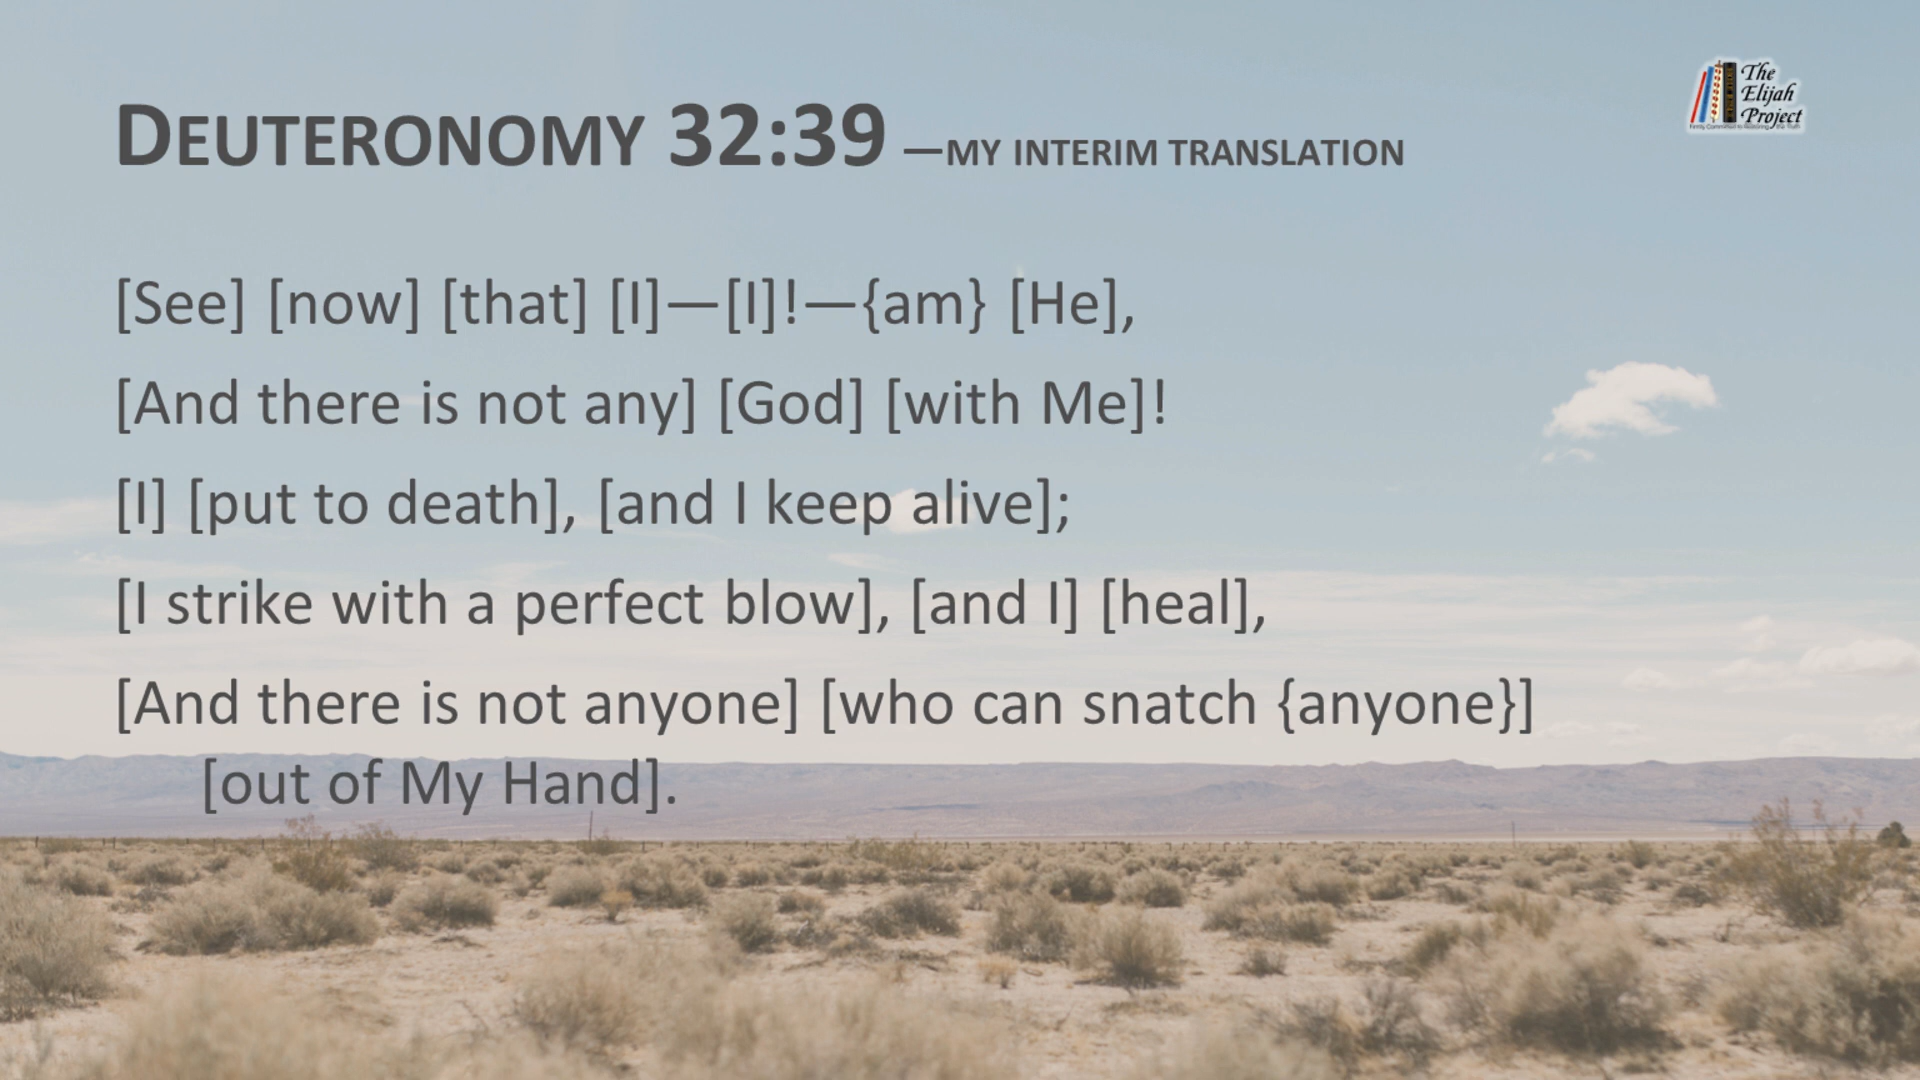 DEUTERONOMY 32:39 —MY INTERIM TRANSLATION
The
Elijah
Project
[See] [now] [that] [I]—[I]!—{am} [He],
[And there is not any] [God] [with Me]!
[I] [put to death], [and I keep alive];
[I strike with a perfect blow], [and I] [heal],
[And there is not anyone] [who can snatch {anyone}]
[out of My Hand].